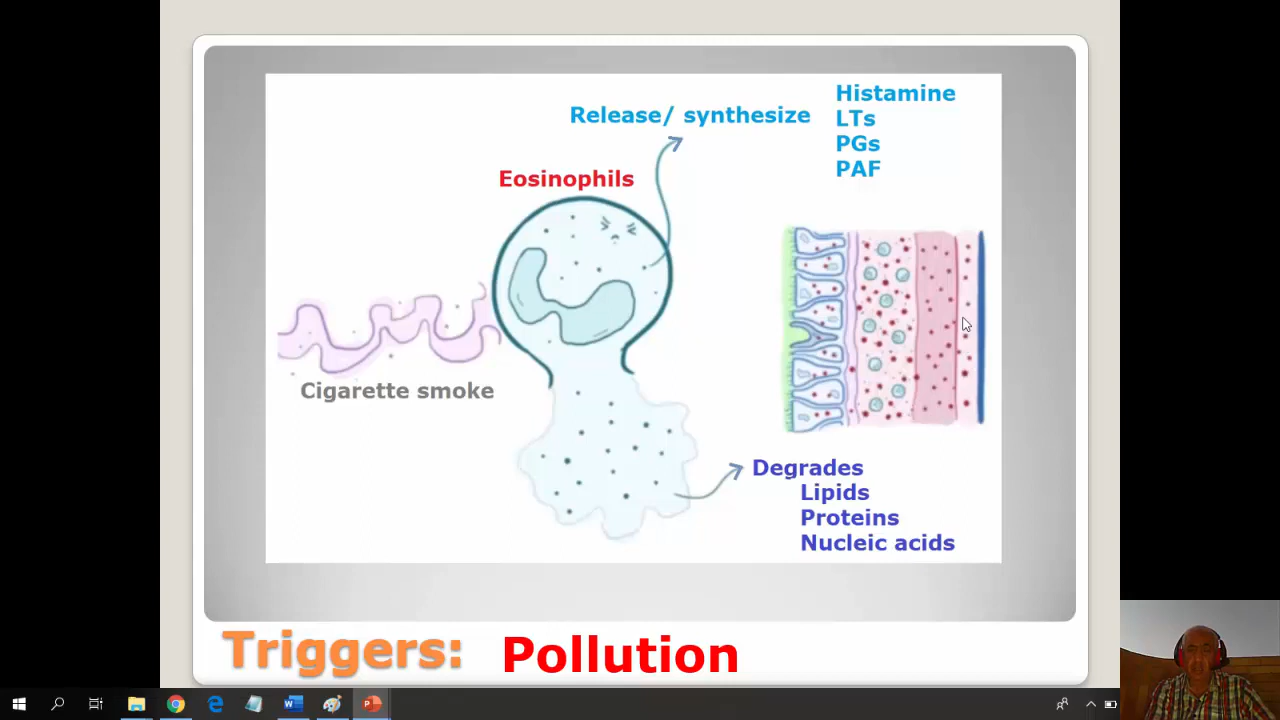 Release/ synthesize
Histamine
LTs
PGs
PAF
Eosinophils
Cigarette smoke
Degrades
Lipids
Proteins
Nucleic acids
Triggers: Pollution